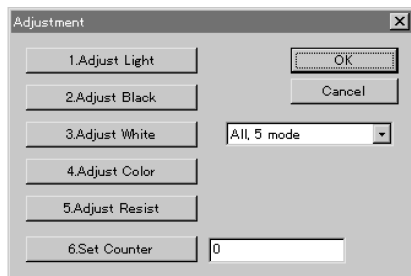 Adjustment
1.Adjust Light
OK
2.Adjust Black
Cancel
3.Adjust White
All, 5 mode
4.Adjust Color
5.Adjust Resist
6.Set Counter
0